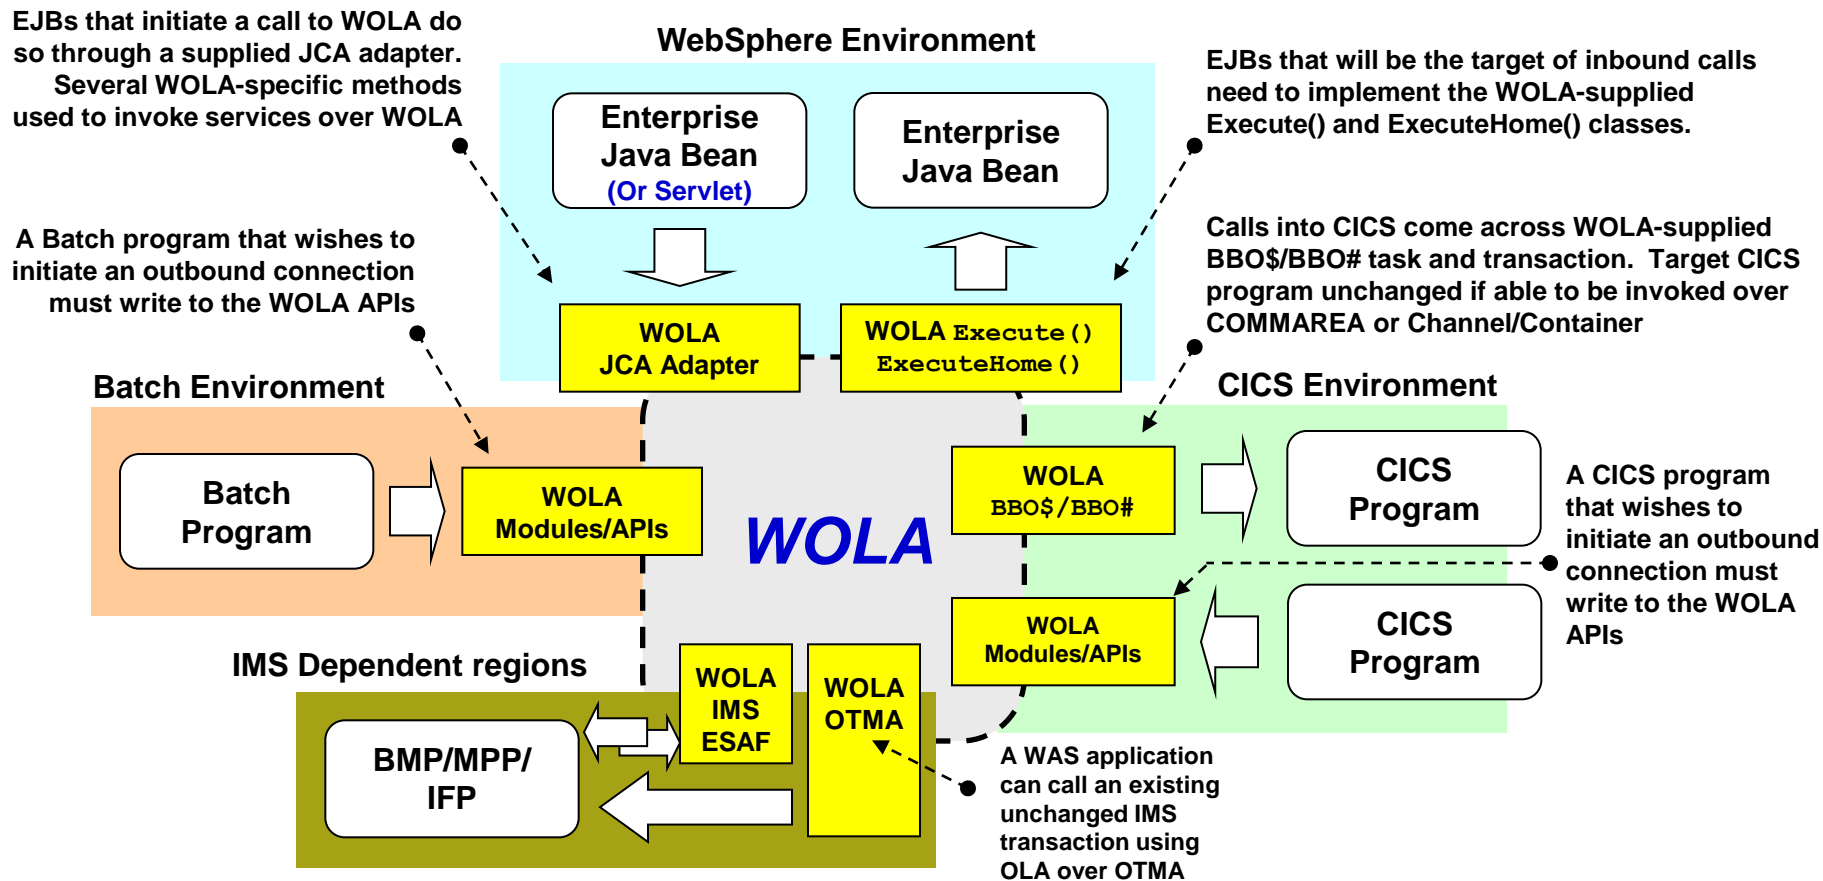 EJBs that initiate a call to WOLA do
so through a supplied JCA adapter.
Several WOLA-specific methods
used to invoke services over WOLA
WebSphere Environment
EJBs that will be the target of inbound calls
need to implement the WOLA-supplied
Execute() and ExecuteHome() classes.
Enterprise
Java Bean
(Or Servlet)
Enterprise
Java Bean
A Batch program that wishes to
initiate an outbound connection
must write to the WOLA APIs
Calls into CICS come across WOLA-supplied
BBO$/BBO# task and transaction.  Target CICS
program unchanged if able to be invoked over
COMMAREA or Channel/Container
WOLA
JCA Adapter
WOLA Execute()
ExecuteHome()
Batch Environment
CICS Environment
Batch
Program
WOLA
Modules/APIs
WOLA
WOLA
BBO$/BBO#
CICS
Program
A CICS program
that wishes to
initiate an outbound
connection must
write to the WOLA
APIs
WOLA
Modules/APIs
CICS
Program
IMS Dependent regions
WOLA
IMS
ESAF
WOLA
OTMA
BMP/MPP/
IFP
A WAS application
can call an existing
unchanged IMS
transaction using
OLA over OTMA